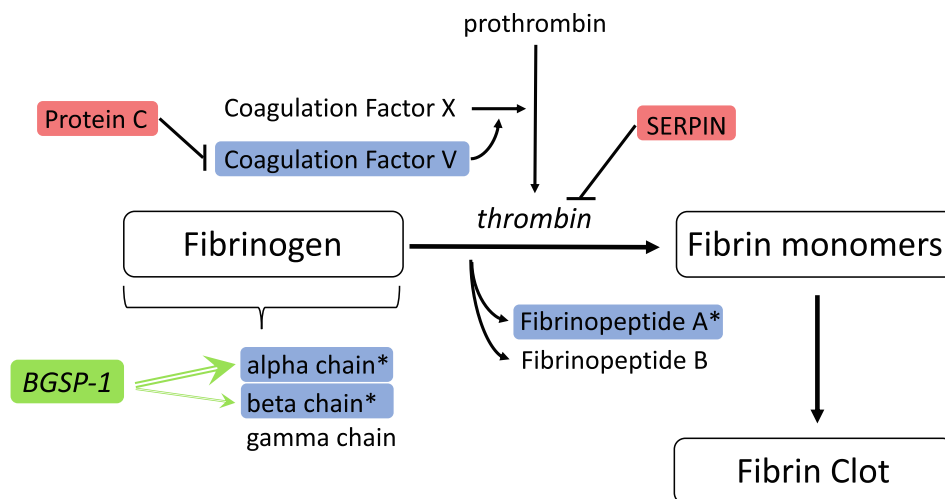 prothrombin
Coagulation Factor X
Protein C
SERPIN
Coagulation Factor V
thrombin
Fibrinogen
Fibrin monomers
Fibrinopeptide A*
Fibrinopeptide B
alpha chain*
BGSP-1
beta chain*
gamma chain
Fibrin Clot